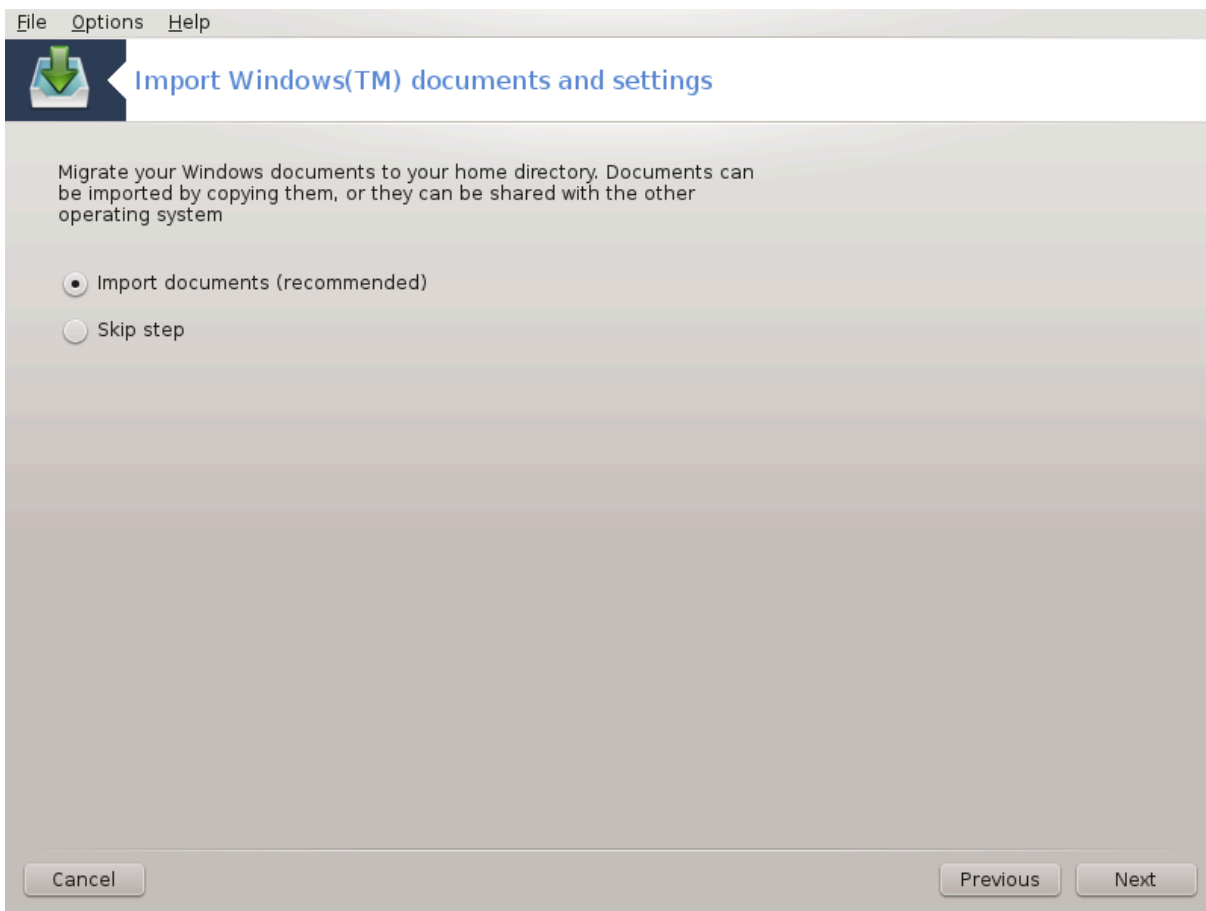 File Options Help
Import Windows(TM) documents and settings
Migrate your Windows documents to your home directory. Documents can
be imported by copying them, or they can be shared with the other
operating system
Import documents (recommended)
Skip step
Cancel Previous Next